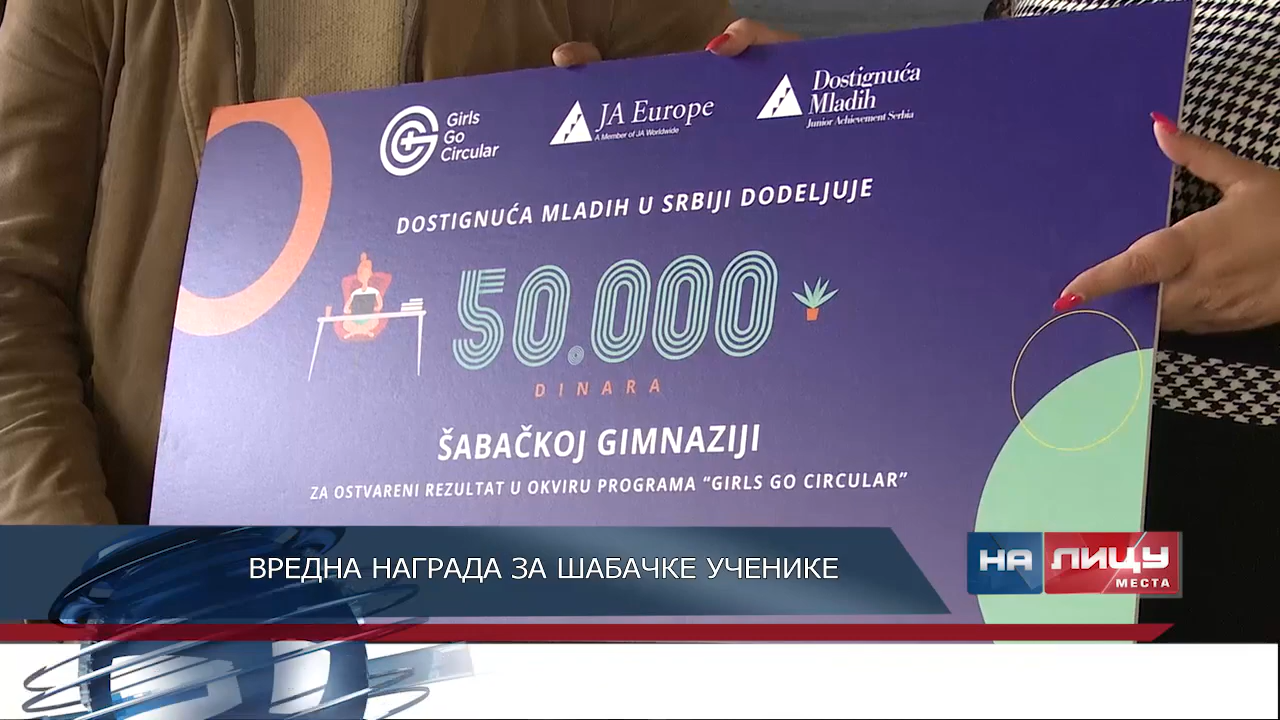 Girls
Go
Circular
JA Europe
A Member of JA Worldwide
Dostignuća
Mladih
Junior Achievement Serbia
DOSTIGNUĆA MLADIH U SRBIJI DODELJUJE
50.000
DINARA
ŠABAČKOJ GIMNAZIJI
ZA OSTVARENI REZULTAT U OKVIRU PROGRAMA “GIRLS GO CIRCULAR”
ВРЕДНА НАГРАДА ЗА ШАБАЧКЕ УЧЕНИКЕ
НА ЛИЦУ
МЕСТА